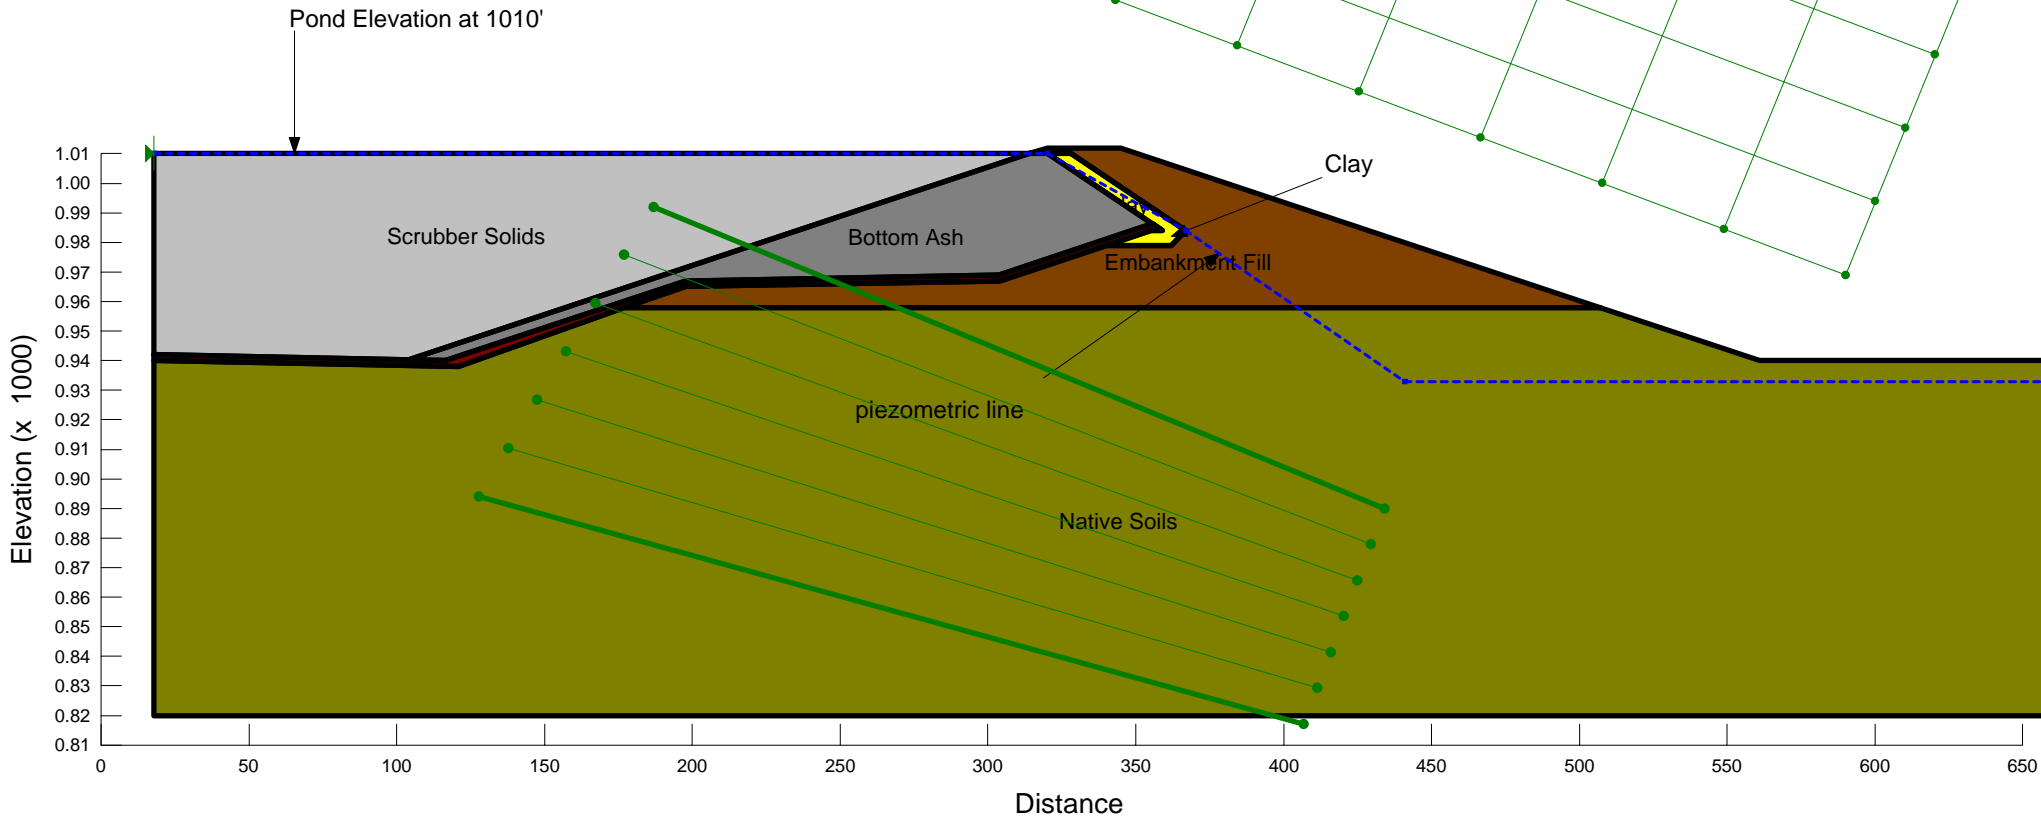 Pond Elevation at 1010'
Clay
Scrubber Solids
Bottom Ash
Embankment Fill
piezometric line
Native Soils
Elevation (x 1000)
1.01
1.00
0.99
0.98
0.97
0.96
0.95
0.94
0.93
0.92
0.91
0.90
0.89
0.88
0.87
0.86
0.85
0.84
0.83
0.82
0.81
0 50 100 150 200 250 300 350 400 450 500 550 600 650
Distance